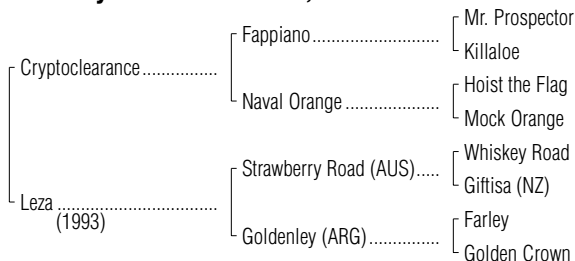 Mr. Prospector
Fappiano
Killaloe
Cryptoclearance
Hoist the Flag
Naval Orange
Mock Orange
Whiskey Road
Strawberry Road (AUS)
Giftisa (NZ)
Leza
(1993)
Farley
Goldenley (ARG)
Golden Crown